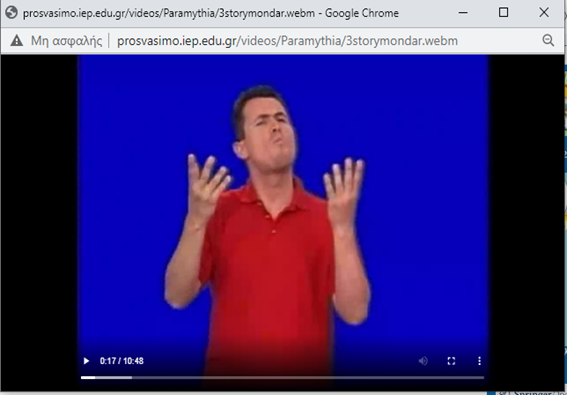 prosvasimo.iep.edu.gr/videos/Paramythia/3storymondar.webm - Google Chrome
Μη ασφαλής | prosvasimo.iep.edu.gr/videos/Paramythia/3storymondar.webm
0:17 / 10:48